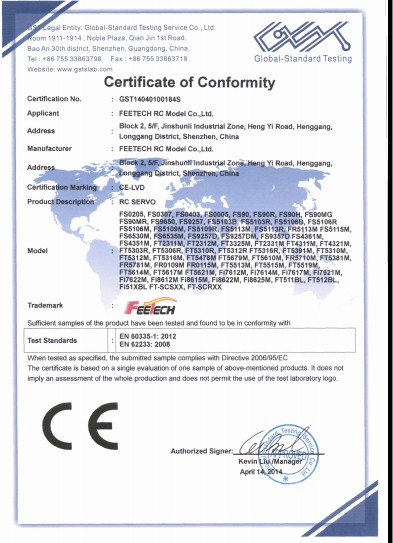 GST Legal Entity: Global-Standard Testing Service Co., Ltd.
Room 1911-1914 , Noble Plaza, Qian Jin 1st Road,
Bao An 30th district, Shenzhen, Guangdong, China.
Tel : +86 755 33863798 Fax : +86 755 33863718
Website: www.gstslab.com
GST
Global-Standard Testing
Certificate of Conformity
Certification No. : GST14040100184S
Applicant : FEETECH RC Model Co.,Ltd.
Address : Block 2, 5/F, Jinshunli Industrial Zone, Heng Yi Road, Henggang,
Longgang District, Shenzhen, China
Manufacturer : FEETECH RC Model Co.,Ltd.
Address : Block 2, 5/F, Jinshunli Industrial Zone, Heng Yi Road, Henggang,
Longgang District, Shenzhen, China
Certification Marking : CE-LVD
Product Description : RC SERVO
Model :
FS0205, FS0307, FS0403, FS0005, FS90, FS90R, FS90H, FS90MG
FS90MR, FS9650, FS9257, FS5103B, FS5103R, FS5106B, FS5106R
FS5106M, FS5109M, FS5109R, FS5113M, FS5113R, FR5113M FS5115M,
FS6530M, FS6535M, FS9257D, FS9257DM, FS9357D FS4361M,
FS4351M, FT2311M, FT2312M, FT3325M, FT2331M FT4311M, FT4321M,
FT5303R, FT5306R, FT5310R, FT5312R FT5316R, FT5391M, FT5310M,
FT5312M, FT5316M, FT5478M FT5679M, FT5610M, FR5710M, FT5381M,
FR5781M, FR0109M FR0115M, FT5513M, FT5515M, FT5519M,
FT5614M, FT5617M FT5621M, Fi7612M, Fi7614M, Fi7617M, Fi7621M,
Fi7622M, Fi8612M Fi8615M, Fi8622M, Fi8625M, FT511BL, FT512BL,
Fi51XBL FT-SCSXX, FT-SCRXX
Trademark : FEETECH
Sufficient samples of the product have been tested and found to be in conformity with
Test Standards : EN 60335-1: 2012
EN 62233: 2008
When tested as specified, the submitted sample complies with Directive 2006/95/EC
The certificate is based on a single evaluation of one sample of above-mentioned products. It does not
imply an assessment of the whole production and does not permit the use of the test laboratory logo.
CE
Authorized Signer:
Kevin Liu /Manager
April 14, 2014
APPROVED